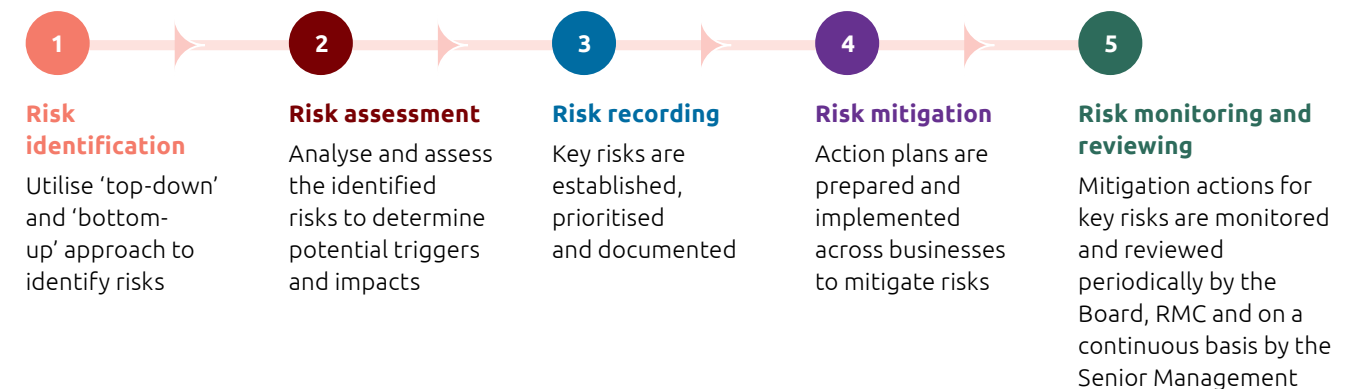 1
Risk
identification
Utilise ‘top-down’
and ‘bottom-
up’ approach to
identify risks
2
Risk assessment
Analyse and assess
the identified
risks to determine
potential triggers
and impacts
3
Risk recording
Key risks are
established,
prioritised
and documented
4
Risk mitigation
Action plans are
prepared and
implemented
across businesses
to mitigate risks
5
Risk monitoring and
reviewing
Mitigation actions for
key risks are monitored
and reviewed
periodically by the
Board, RMC and on a
continuous basis by the
Senior Management